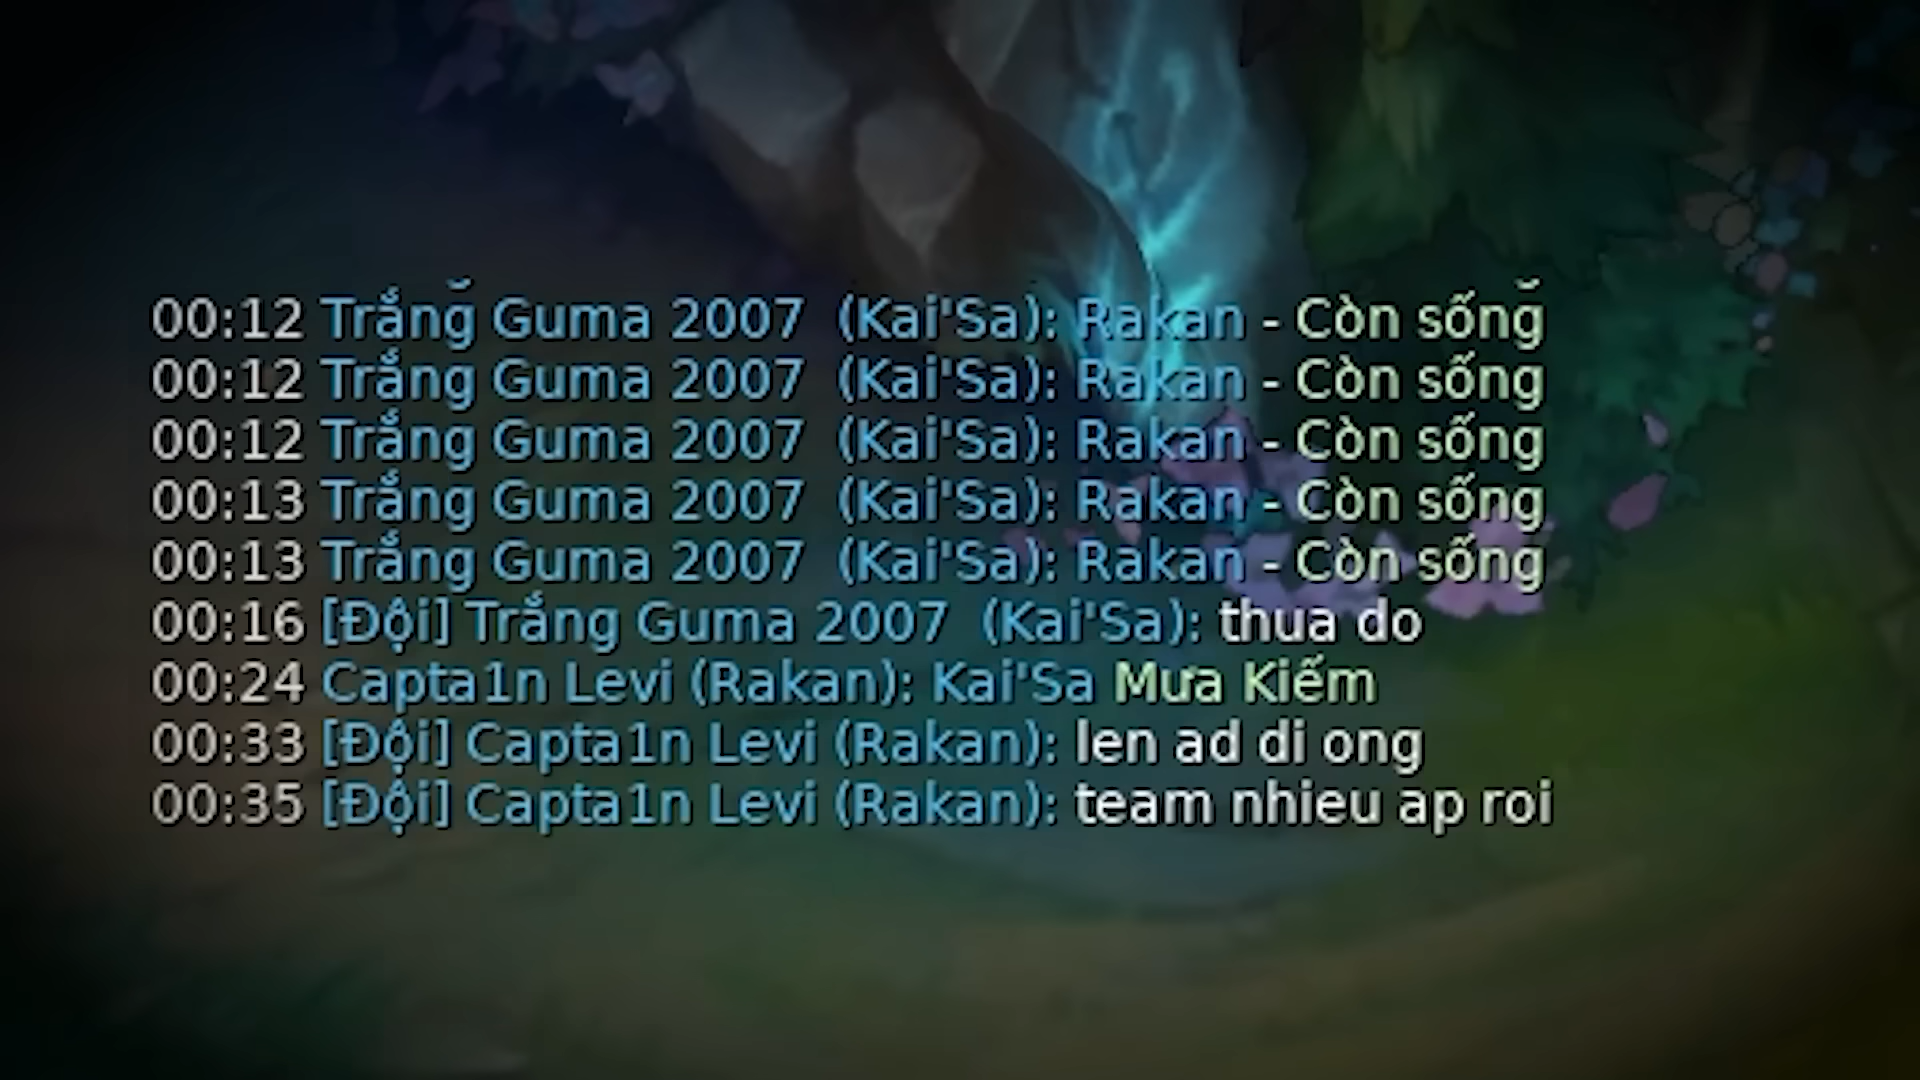 00:12 Trắng Guma 2007 (Kai'Sa): Rakan - Còn sống
00:12 Trắng Guma 2007 (Kai'Sa): Rakan - Còn sống
00:12 Trắng Guma 2007 (Kai'Sa): Rakan - Còn sống
00:13 Trắng Guma 2007 (Kai'Sa): Rakan - Còn sống
00:13 Trắng Guma 2007 (Kai'Sa): Rakan - Còn sống
00:16 [Đội] Trắng Guma 2007 (Kai'Sa): thua do
00:24 Capta1n Levi (Rakan): Kai'Sa Mưa Kiếm
00:33 [Đội] Capta1n Levi (Rakan): len ad di ong
00:35 [Đội] Capta1n Levi (Rakan): team nhieu ap roi